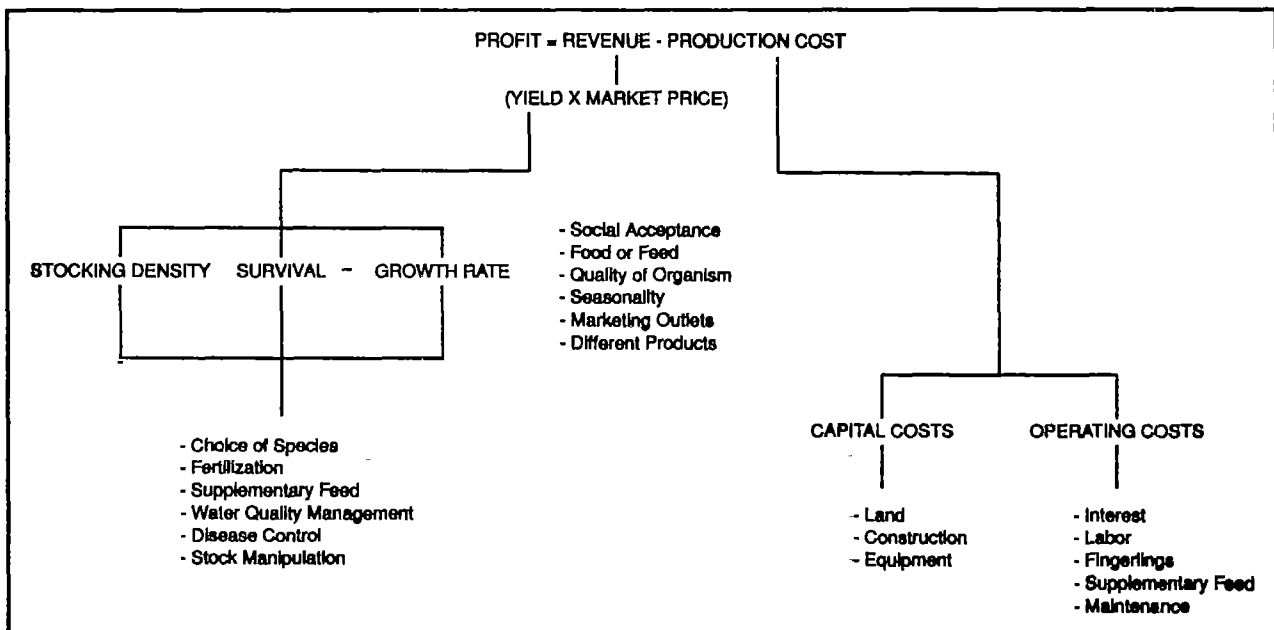 PROFIT = REVENUE - PRODUCTION COST
(YIELD X MARKET PRICE)
STOCKING DENSITY SURVIVAL - GROWTH RATE
- Social Acceptance
- Food or Feed
- Quality of Organism
- Seasonality
- Marketing Outlets
- Different Products
- Choice of Species
- Fertilization
- Supplementary Feed
- Water Quality Management
- Disease Control
- Stock Manipulation
CAPITAL COSTS
- Land
- Construction
- Equipment
OPERATING COSTS
- Interest
- Labor
- Fingerlings
- Supplementary Feed
- Maintenance